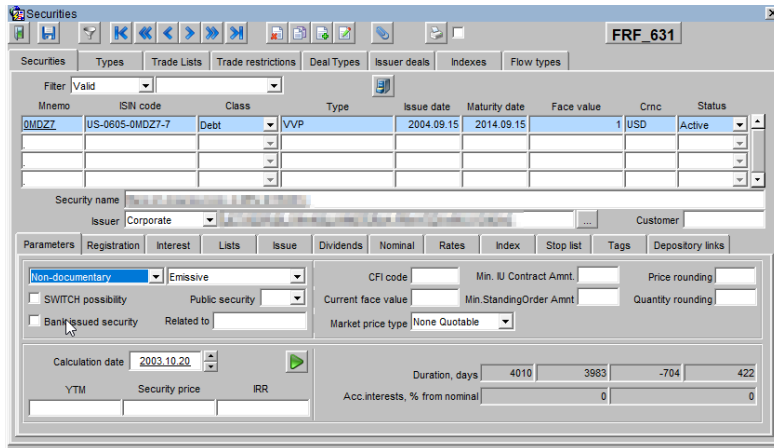 Securities
FRF_631
Securities Types Trade Lists Trade restrictions Deal Types Issuer deals Indexes Flow types
Filter Valid
Mnemo ISIN code Class Type Issue date Maturity date Face value Crnc Status
0MDZ7 US-0605-0MDZ7-7 Debt VVP 2004.09.15 2014.09.15 1 USD Active
Security name
Issuer Corporate ... Customer
Parameters Registration Interest Lists Issue Dividends Nominal Rates Index Stop list Tags Depository links
Non-documentary Emissive CFI code Min. IU Contract Amnt. Price rounding
SWITCH possibility Public security Current face value Min.StandingOrder Amnt Quantity rounding
Bank issued security Related to Market price type None Quotable
Calculation date 2003.10.20
Duration, days 4010 3983 -704 422
YTM Security price IRR
Acc.interests, % from nominal 0 0